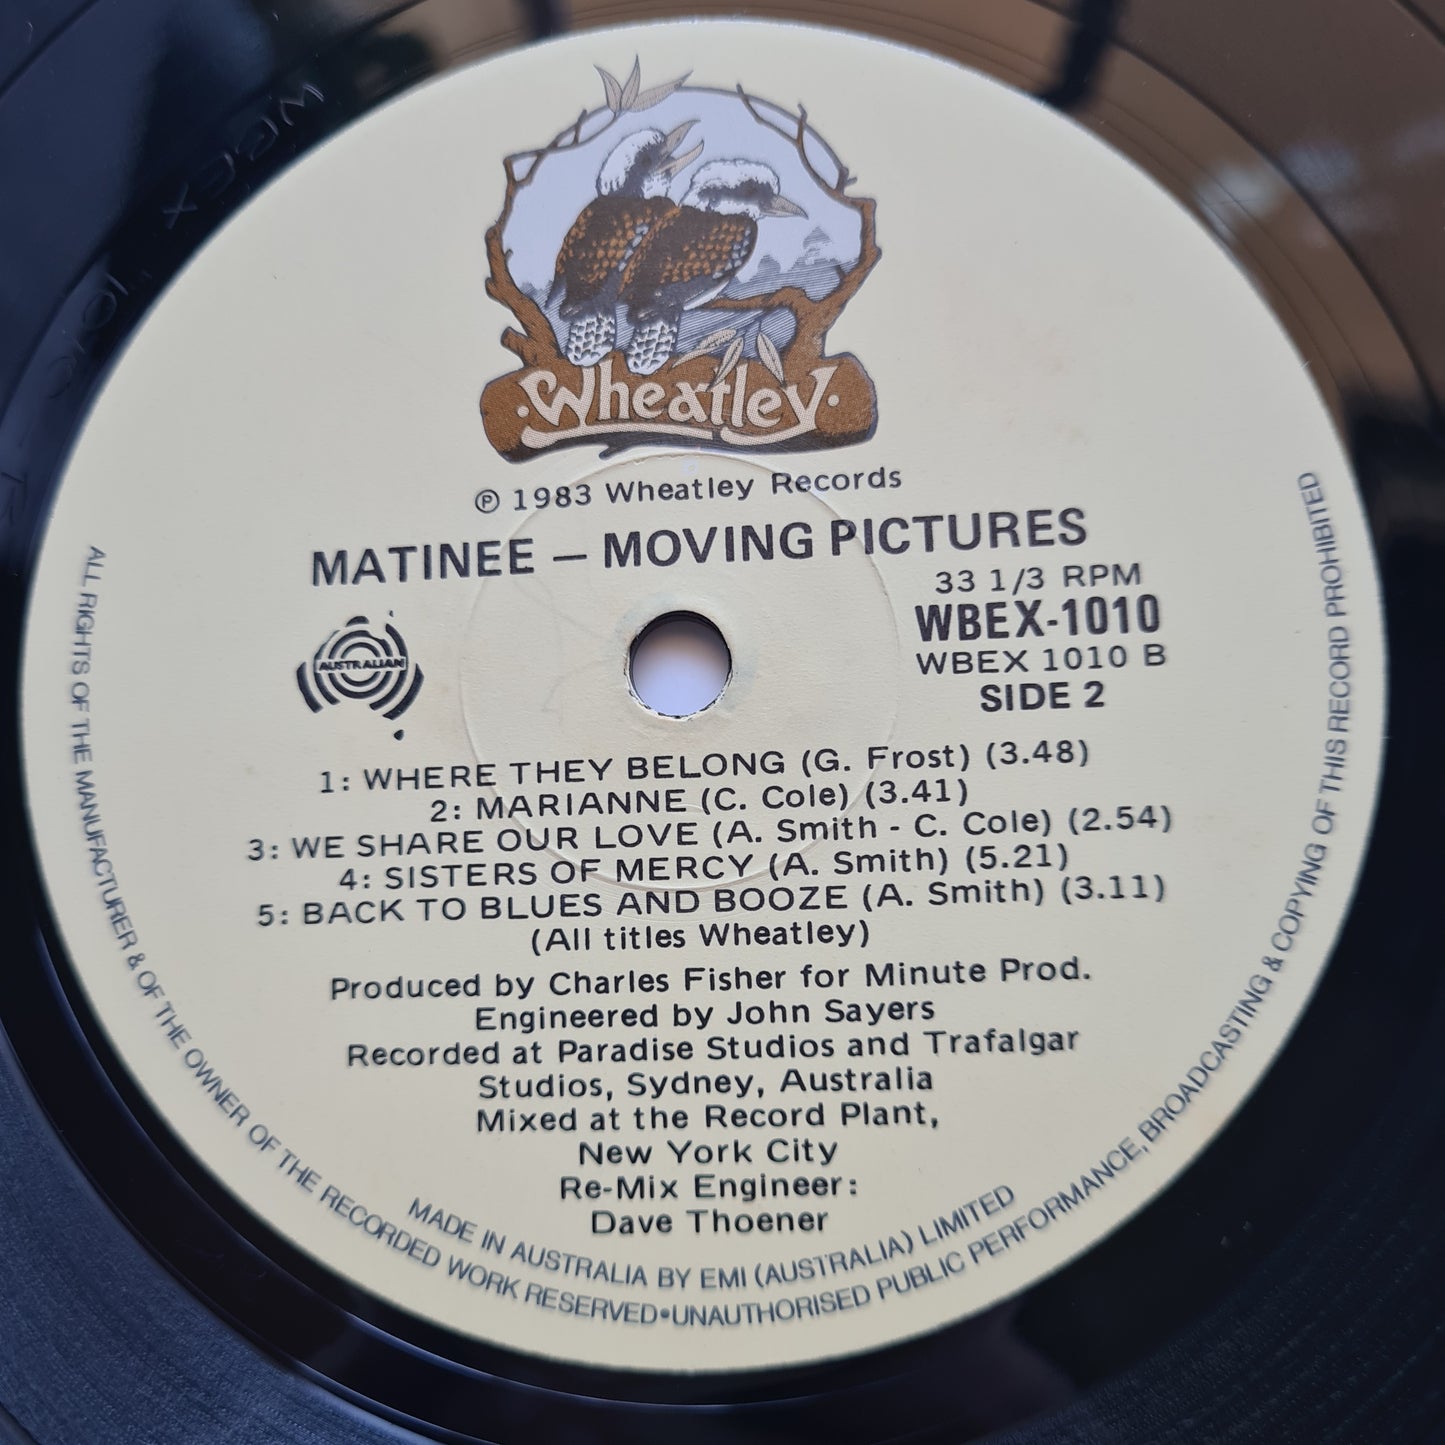 Wheatley
℗ 1983 Wheatley Records
MATINEE — MOVING PICTURES
33 1/3 RPM
WBEX-1010
WBEX 1010 B
SIDE 2
AUSTRALIAN
1: WHERE THEY BELONG (G. Frost) (3.48)
2: MARIANNE (C. Cole) (3.41)
3: WE SHARE OUR LOVE (A. Smith - C. Cole) (2.54)
4: SISTERS OF MERCY (A. Smith) (5.21)
5: BACK TO BLUES AND BOOZE (A. Smith) (3.11)
(All titles Wheatley)
Produced by Charles Fisher for Minute Prod.
Engineered by John Sayers
Recorded at Paradise Studios and Trafalgar
Studios, Sydney, Australia
Mixed at the Record Plant,
New York City
Re-Mix Engineer:
Dave Thoener
MADE IN AUSTRALIA BY EMI (AUSTRALIA) LIMITED
ALL RIGHTS OF THE MANUFACTURER & OF THE OWNER OF THE RECORDED WORK RESERVED•UNAUTHORISED PUBLIC PERFORMANCE, BROADCASTING & COPYING OF THIS RECORD PROHIBITED